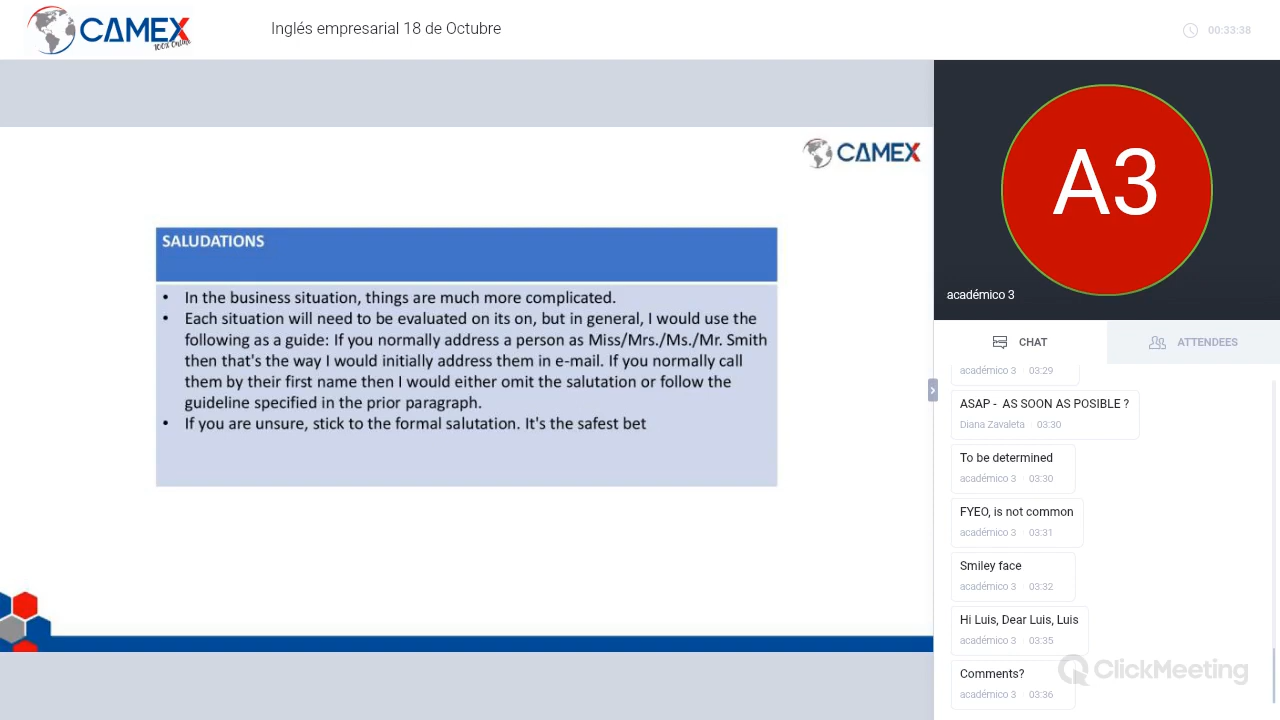 CAMEX
100% Online
Inglés empresarial 18 de Octubre
00:33:38
CAMEX
SALUDATIONS
• In the business situation, things are much more complicated.
• Each situation will need to be evaluated on its on, but in general, I would use the
following as a guide: If you normally address a person as Miss/Mrs./Ms./Mr. Smith
then that's the way I would initially address them in e-mail. If you normally call
them by their first name then I would either omit the salutation or follow the
guideline specified in the prior paragraph.
• If you are unsure, stick to the formal salutation. It's the safest bet
A3
académico 3
CHAT
ATTENDEES
académico 3 03:29
ASAP - AS SOON AS POSIBLE ?
Diana Zavaleta 03:30
To be determined
académico 3 03:30
FYEO, is not common
académico 3 03:31
Smiley face
académico 3 03:32
Hi Luis, Dear Luis, Luis
académico 3 03:35
Comments?
académico 3 03:36
ClickMeeting